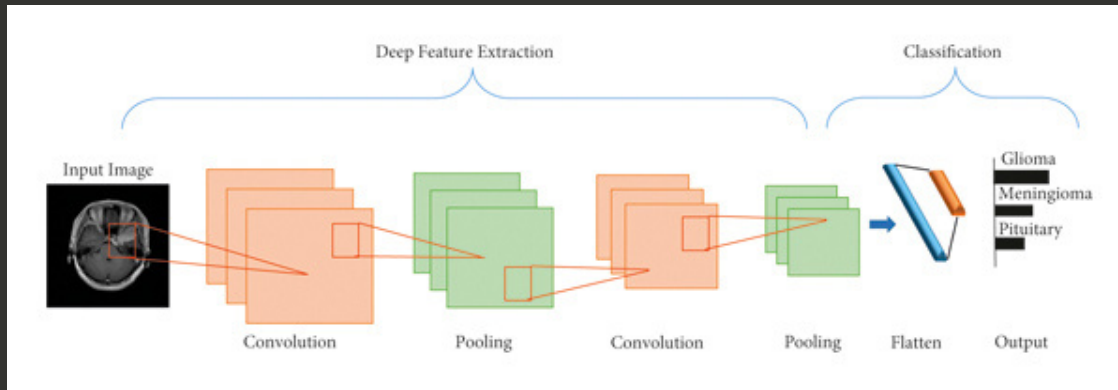 Deep Feature Extraction
Classification
Input Image
Glioma
Meningioma
Pituitary
Convolution
Pooling
Convolution
Pooling
Flatten
Output